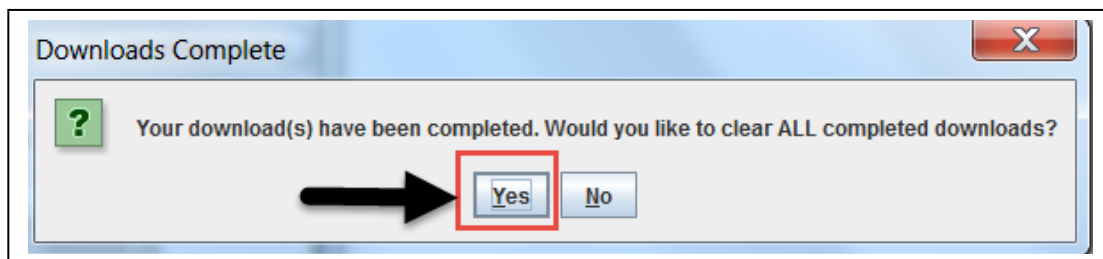 Downloads Complete
X
?
Your download(s) have been completed. Would you like to clear ALL completed downloads?
Yes No